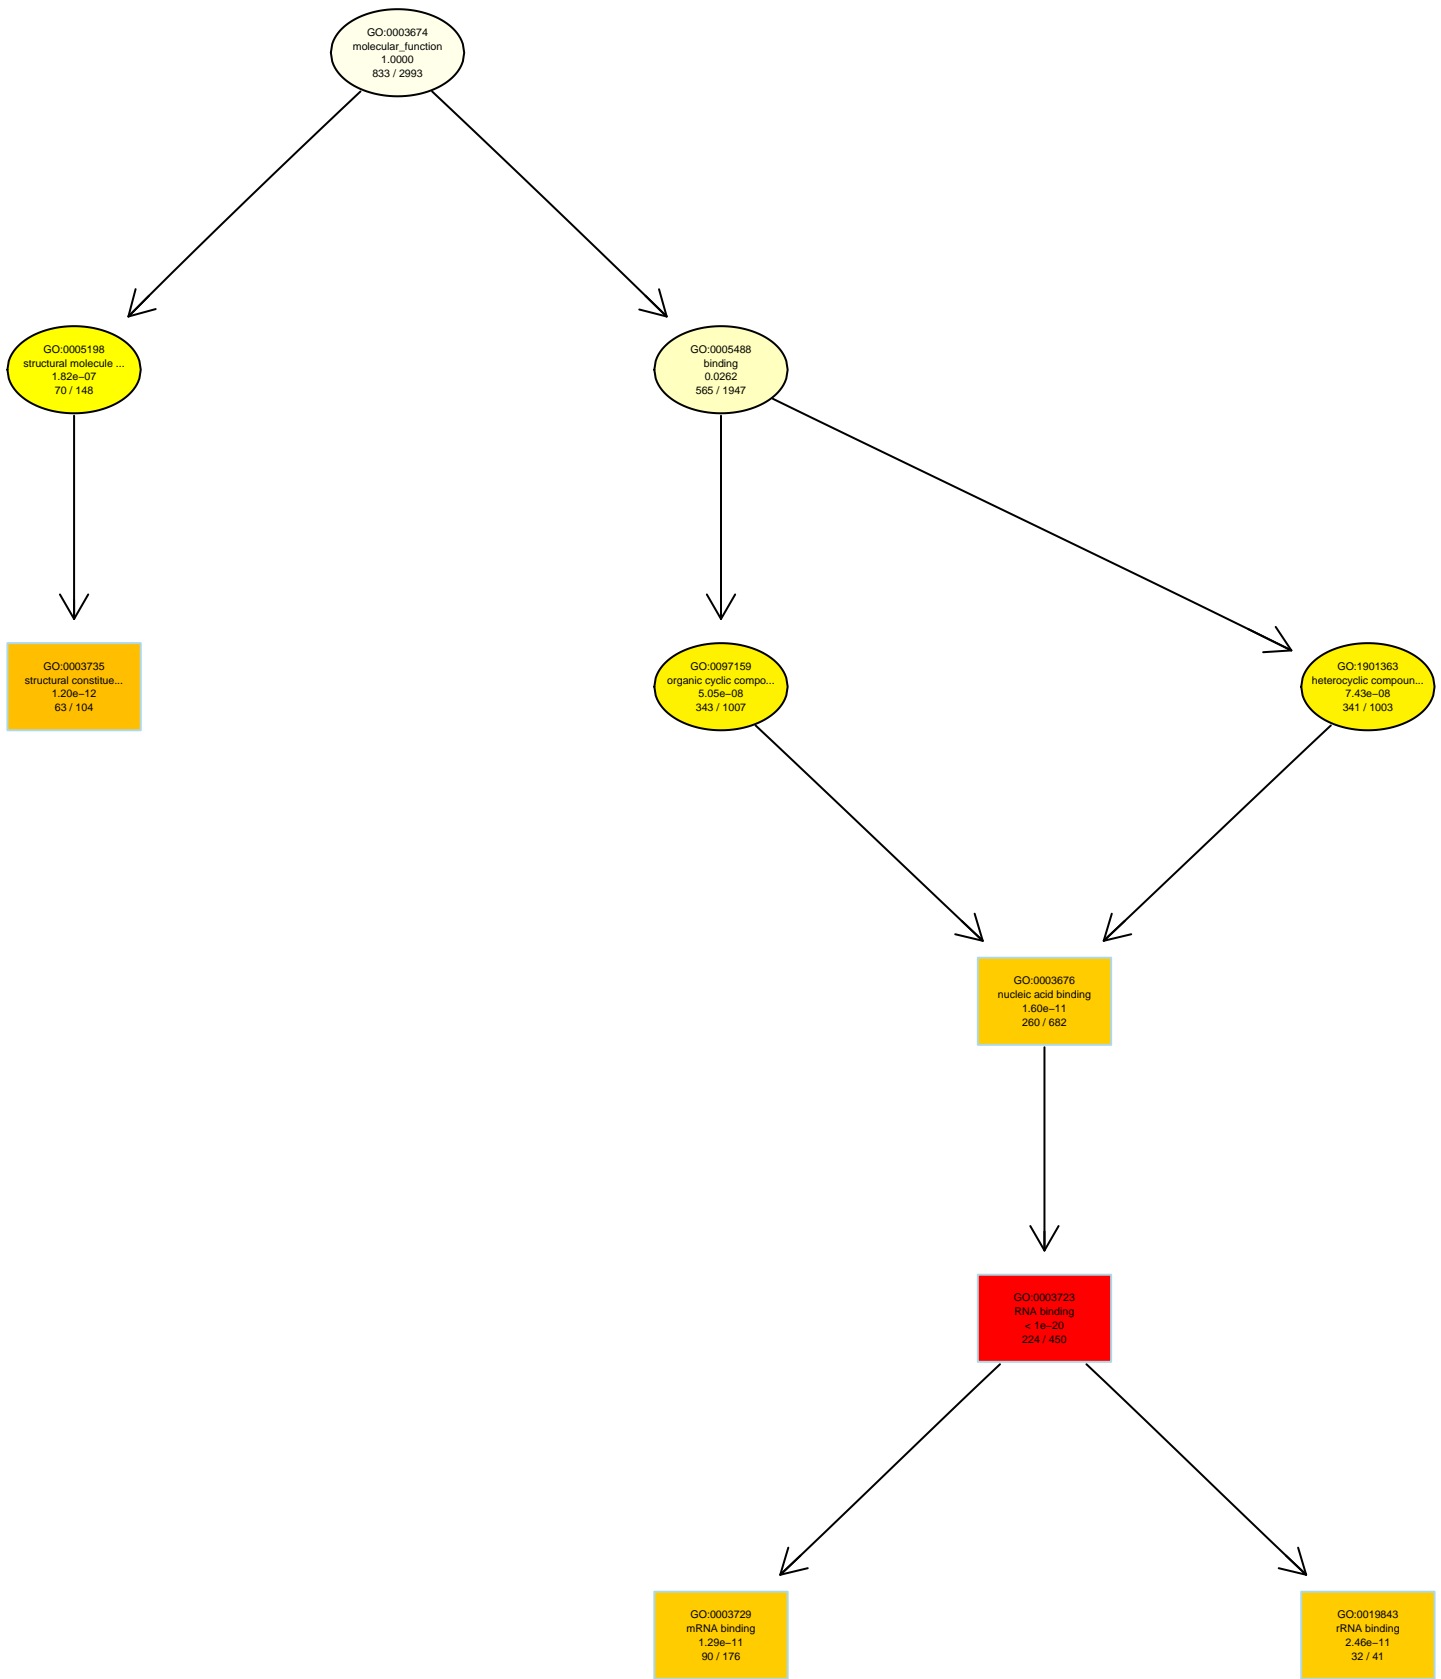 GO:0003674
molecular_function
1.0000
833 / 2993
GO:0005198
structural molecule ...
1.82e−07
70 / 148
GO:0005488
binding
0.0262
565 / 1947
GO:0003735
structural constitue...
1.20e−12
63 / 104
GO:0097159
organic cyclic compo...
5.05e−08
343 / 1007
GO:1901363
heterocyclic compoun...
7.43e−08
341 / 1003
GO:0003676
nucleic acid binding
1.60e−11
260 / 682
GO:0003723
RNA binding
< 1e−20
224 / 450
GO:0003729
mRNA binding
1.29e−11
90 / 176
GO:0019843
rRNA binding
2.46e−11
32 / 41